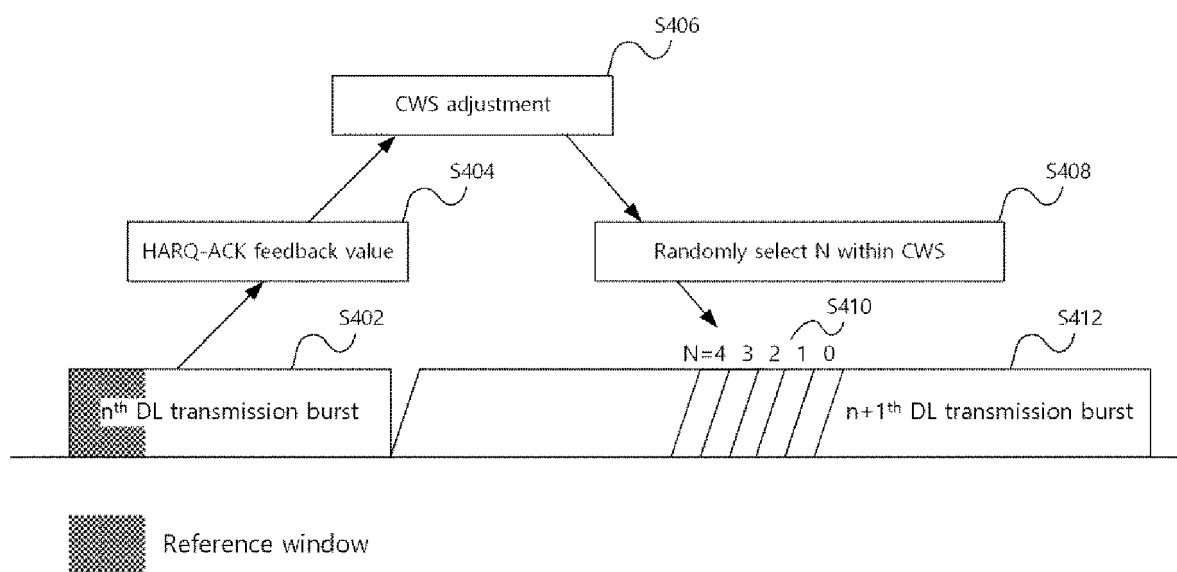 S406
CWS adjustment
S404
S408
HARQ-ACK feedback value
Randomly select N within CWS
S402
S410
S412
N=4 3 2 1 0
nth DL transmission burst
n+1th DL transmission burst
Reference window